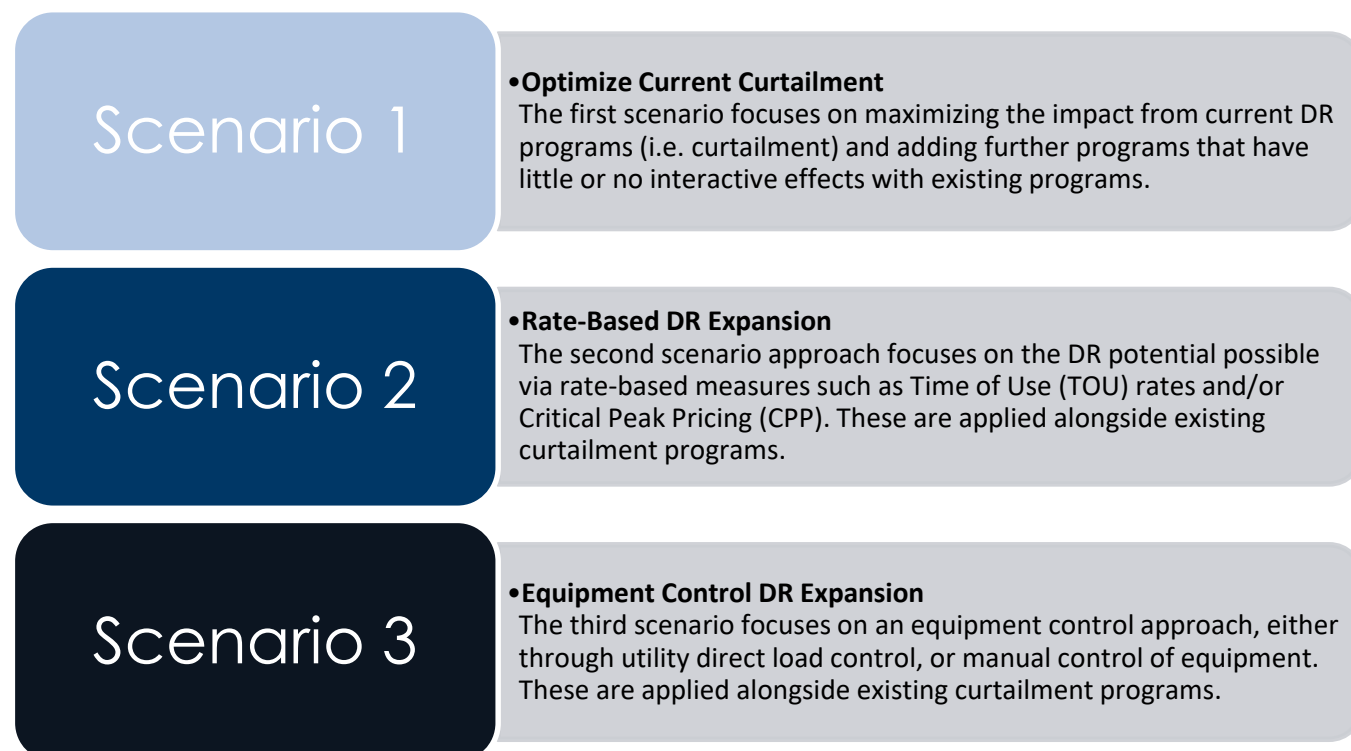 Scenario 1
•Optimize Current Curtailment
The first scenario focuses on maximizing the impact from current DR
programs (i.e. curtailment) and adding further programs that have
little or no interactive effects with existing programs.
Scenario 2
•Rate-Based DR Expansion
The second scenario approach focuses on the DR potential possible
via rate-based measures such as Time of Use (TOU) rates and/or
Critical Peak Pricing (CPP). These are applied alongside existing
curtailment programs.
Scenario 3
•Equipment Control DR Expansion
The third scenario focuses on an equipment control approach, either
through utility direct load control, or manual control of equipment.
These are applied alongside existing curtailment programs.